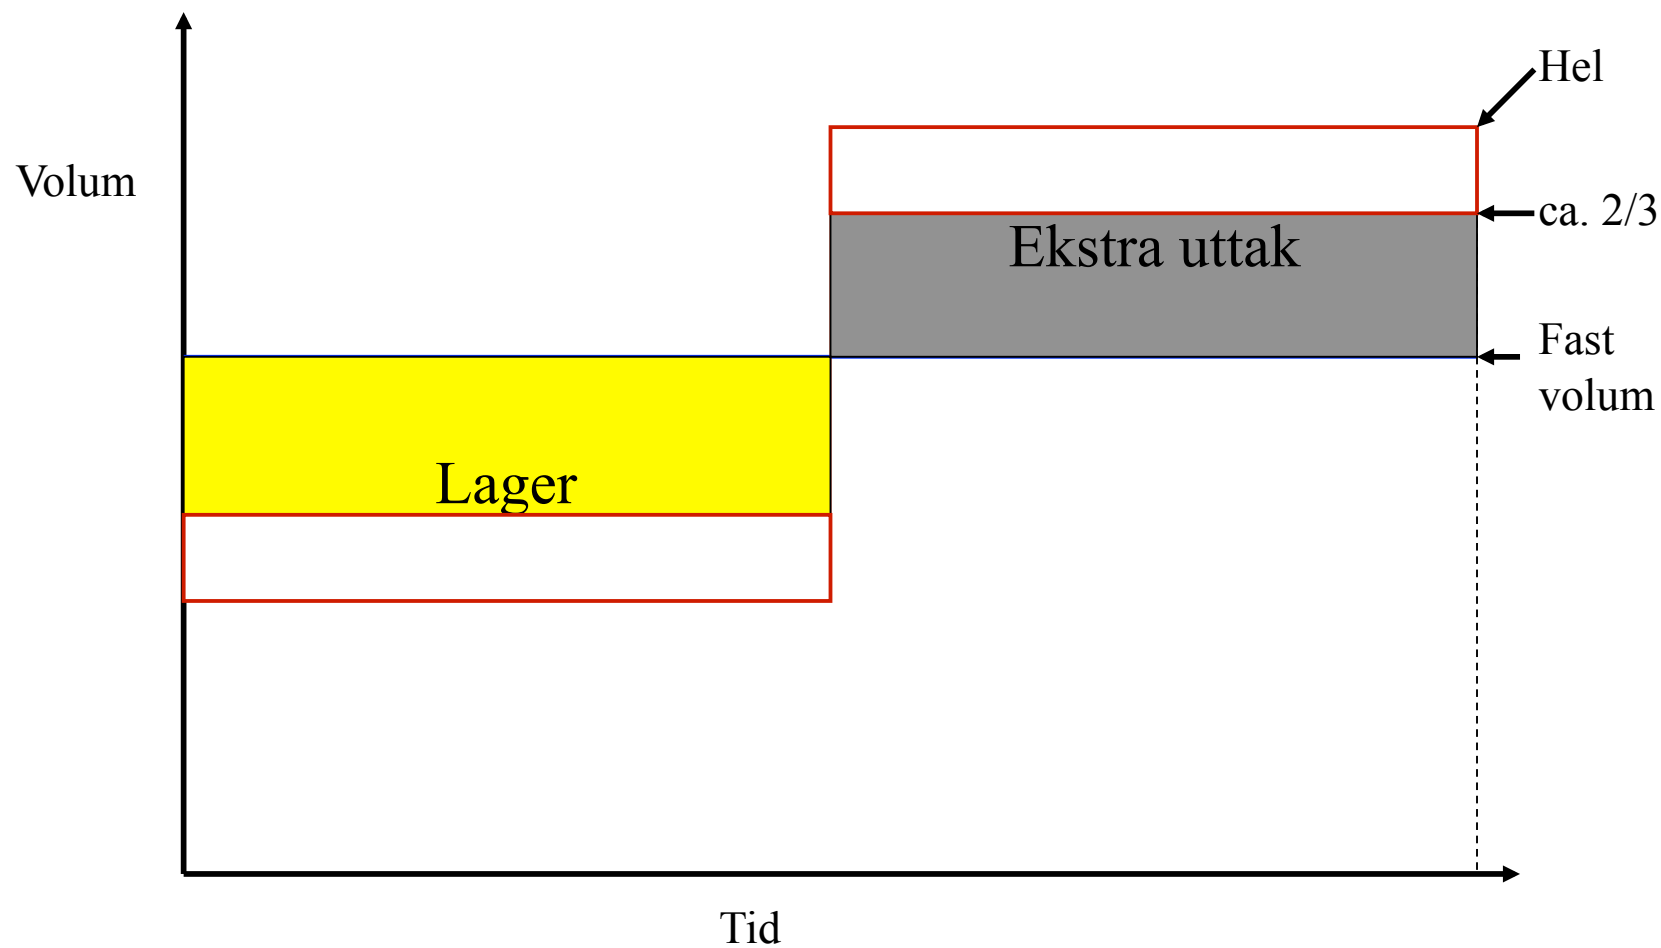 Hel
Volum
ca. 2/3
Ekstra uttak
Fast
volum
Lager
Tid